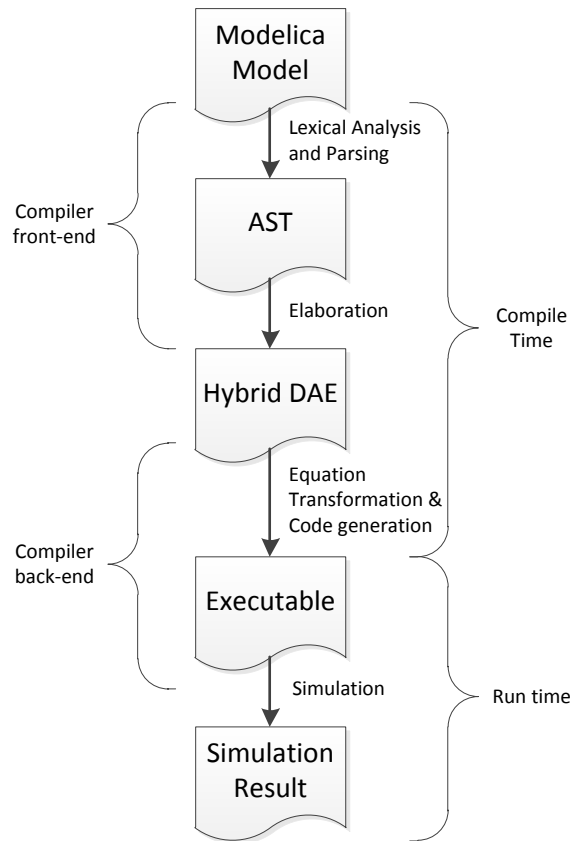 Modelica
Model
Lexical Analysis
and Parsing
Compiler
front-end
AST
Elaboration
Compile
Time
Hybrid DAE
Equation
Transformation &
Code generation
Compiler
back-end
Executable
Simulation
Run time
Simulation
Result